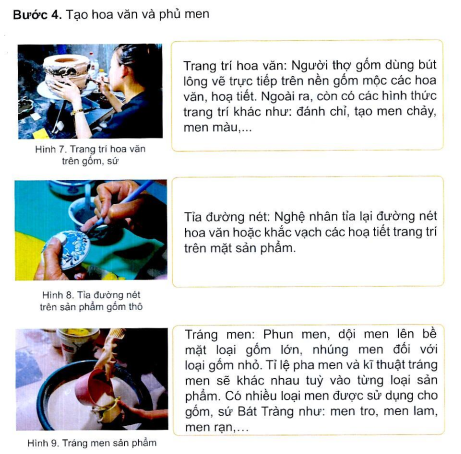 Bước 4. Tạo hoa văn và phủ men
Trang trí hoa văn: Người thợ gốm dùng bút
lông vẽ trực tiếp trên nền gốm mộc các hoa
văn, hoạ tiết. Ngoài ra, còn có các hình thức
trang trí khác như: đánh chỉ, tạo men chảy,
men màu,...
Hình 7. Trang trí hoa văn
trên gốm, sứ
Tỉa đường nét: Nghệ nhân tỉa lại đường nét
hoa văn hoặc khắc vạch các hoạ tiết trang trí
trên mặt sản phẩm.
Hình 8. Tỉa đường nét
trên sản phẩm gốm thô
Tráng men: Phun men, dội men lên bề
mặt loại gốm lớn, nhúng men đối với
loại gốm nhỏ. Tỉ lệ pha men và kĩ thuật tráng
men sẽ khác nhau tuỳ vào từng loại sản
phẩm. Có nhiều loại men được sử dụng cho
gốm, sứ Bát Tràng như: men tro, men lam,
men rạn,…
Hình 9. Tráng men sản phẩm